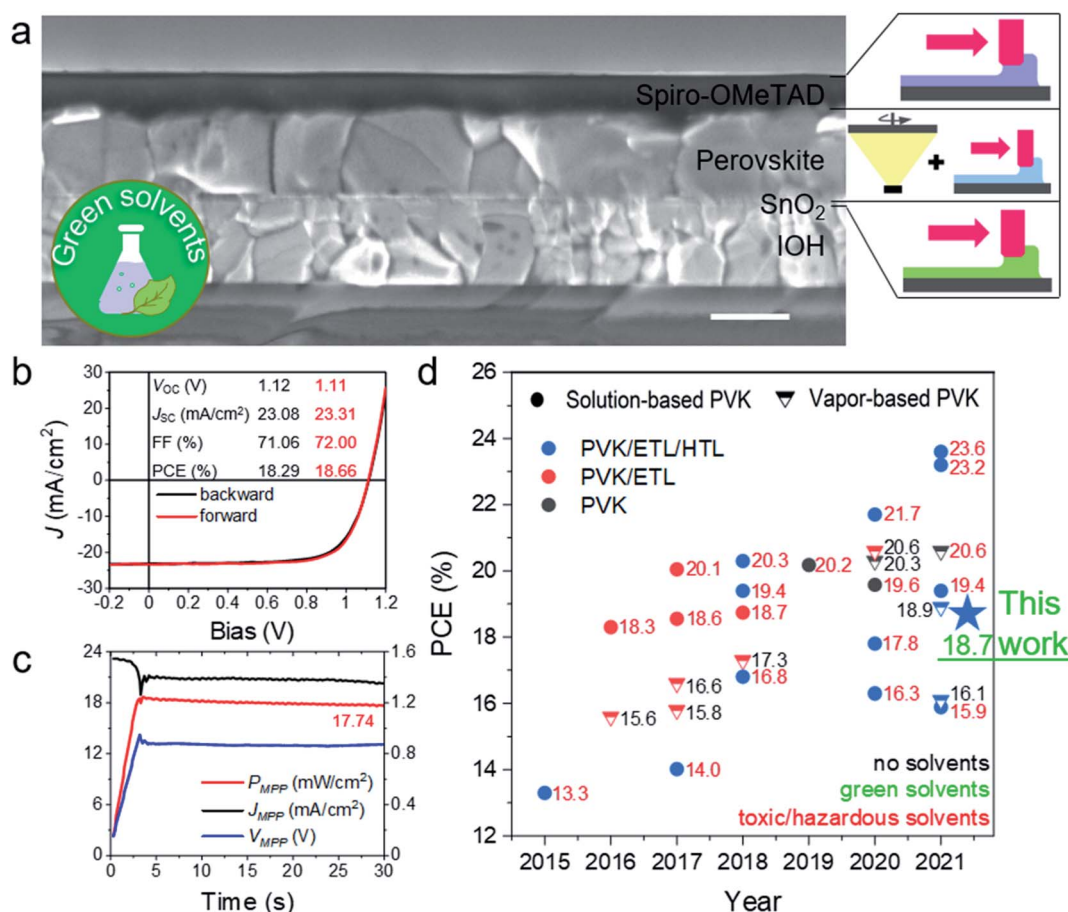 a
Spiro-OMeTAD
Perovskite
SnO₂
IOH
Green solvents
+
b
30
20
10
0
-10
-20
-30
J (mA/cm²)
V_OC (V) 1.12 1.11
J_SC (mA/cm²) 23.08 23.31
FF (%) 71.06 72.00
PCE (%) 18.29 18.66
backward
forward
-0.2 0 0.2 0.4 0.6 0.8 1 1.2
Bias (V)
c
24
18
12
6
0
1.6
1.2
0.8
0.4
0.0
17.74
P_MPP (mW/cm²)
J_MPP (mA/cm²)
V_MPP (V)
0 5 10 15 20 25 30
Time (s)
d
26
24
22
20
18
16
14
12
PCE (%)
Solution-based PVK Vapor-based PVK
PVK/ETL/HTL
PVK/ETL
PVK
23.6
23.2
21.7
20.6
20.3
20.6
20.1
20.3
20.2
19.4
19.6
19.4
18.3
18.6
18.7
18.9
This
18.7 work
17.3
17.8
16.6
16.8
16.3
16.1
15.6
15.8
15.9
14.0
13.3
no solvents
green solvents
toxic/hazardous solvents
2015 2016 2017 2018 2019 2020 2021
Year